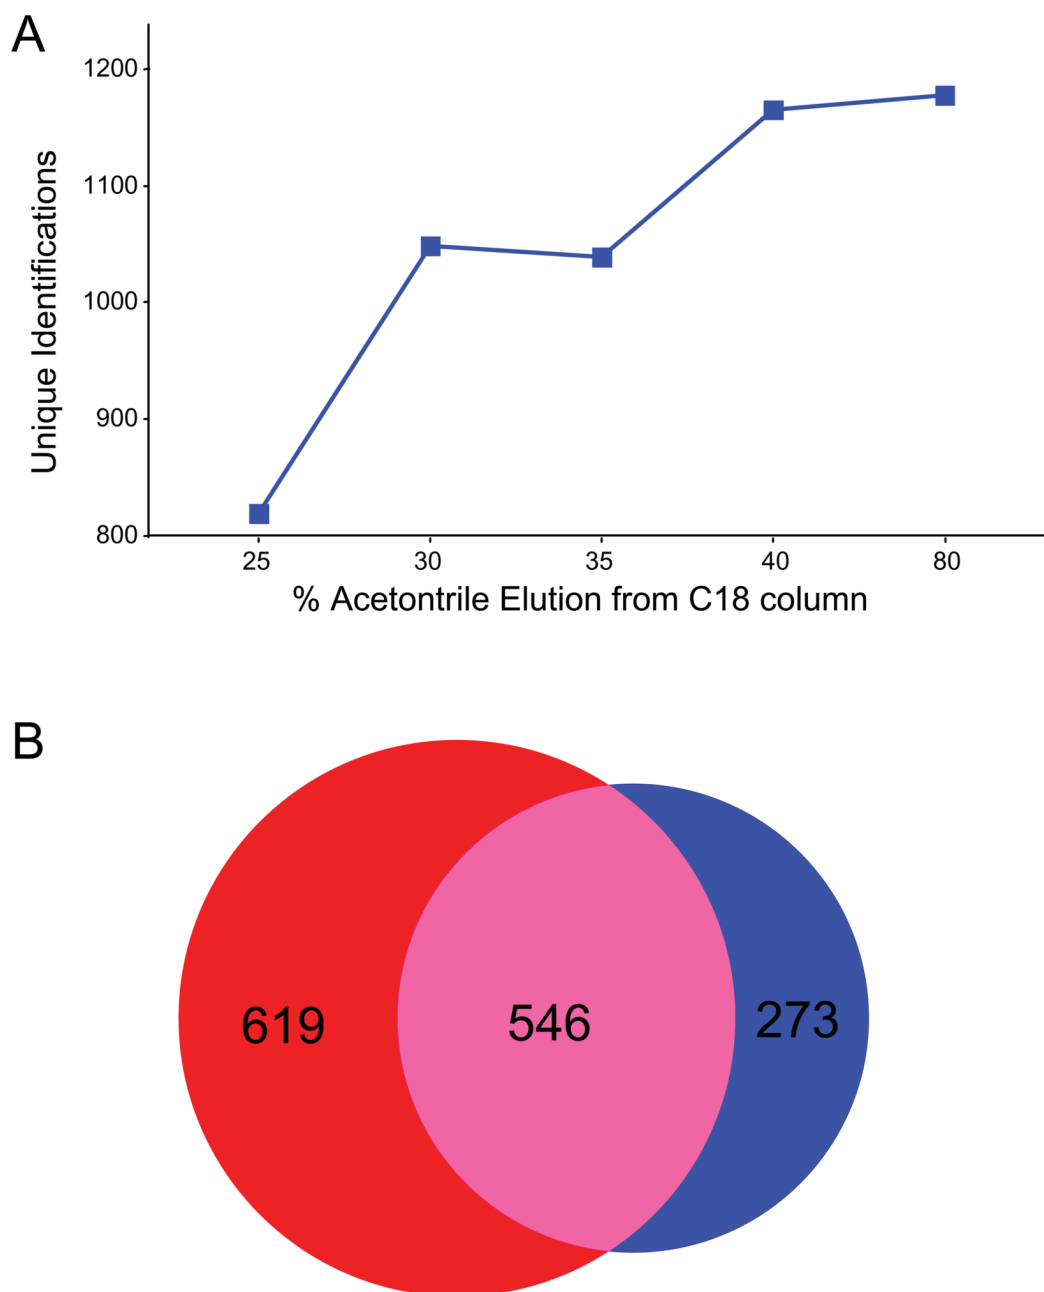 A
1200
1100
1000
900
800
Unique Identifications
25 30 35 40 80
% Acetontrile Elution from C18 column
B
619 546 273